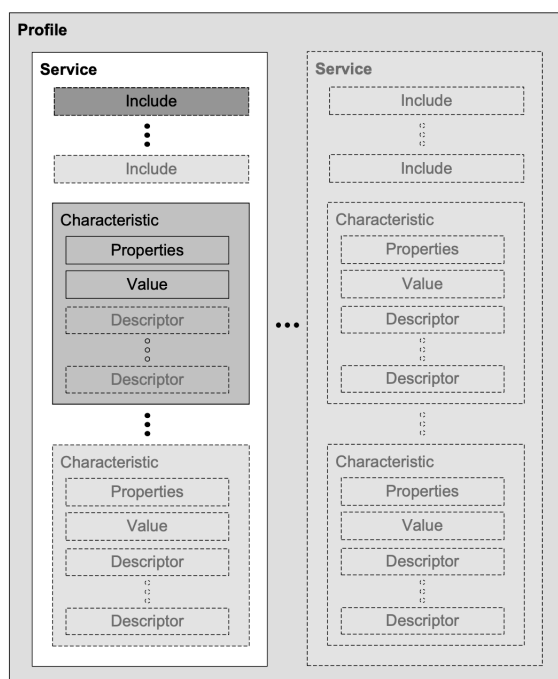 Profile
Service
Include
Include
Characteristic
Properties
Value
Descriptor
Descriptor
Characteristic
Properties
Value
Descriptor
Descriptor
Service
Include
Include
Characteristic
Properties
Value
Descriptor
Descriptor
Characteristic
Properties
Value
Descriptor
Descriptor